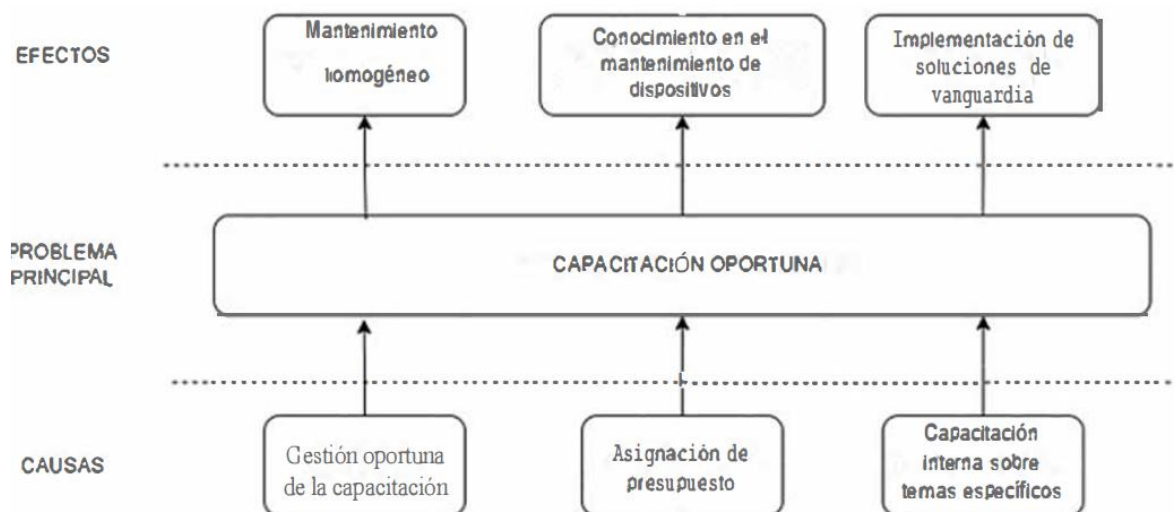 EFECTOS
Mantenimiento
homogéneo
Conocimiento en el
mantenimiento de
dispositivos
Implementación de
soluciones de
vanguardia
PROBLEMA
PRINCIPAL
CAPACITACIÓN OPORTUNA
CAUSAS
Gestión oportuna
de la capacitación
Asignación de
presupuesto
Capacitación
interna sobre
temas específicos